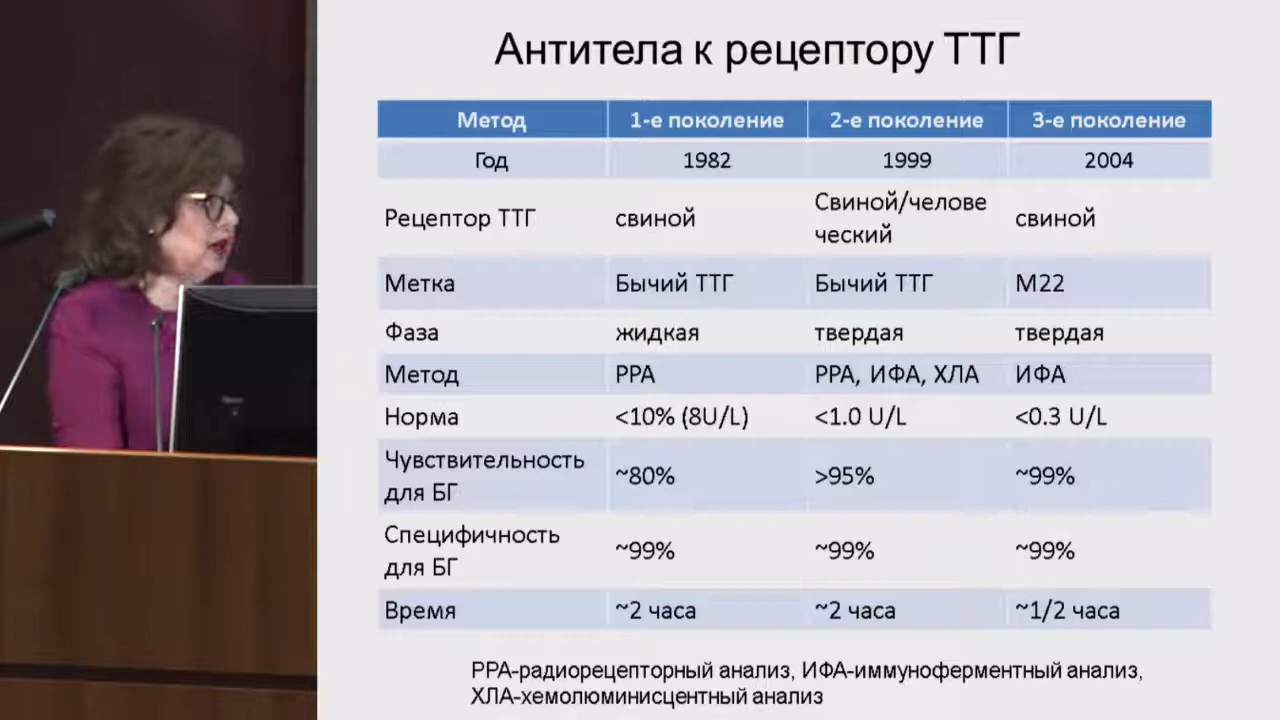 Антитела к рецептору ТТГ
Метод 1-е поколение 2-е поколение 3-е поколение
Год 1982 1999 2004
Рецептор ТТГ свиной Свиной/челове
ческий свиной
Метка Бычий ТТГ Бычий ТТГ М22
Фаза жидкая твердая твердая
Метод РРА РРА, ИФА, ХЛА ИФА
Норма <10% (8U/L) <1.0 U/L <0.3 U/L
Чувствительность
для БГ ~80% >95% ~99%
Специфичность
для БГ ~99% ~99% ~99%
Время ~2 часа ~2 часа ~1/2 часа
РРА-радиорецепторный анализ, ИФА-иммуноферментный анализ,
ХЛА-хемолюминисцентный анализ